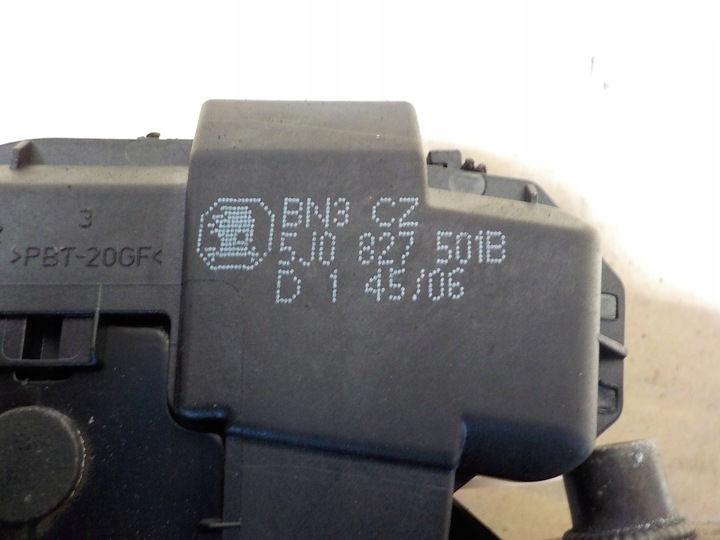 BN3 CZ
5J0 827 501B
D 1 45/06
3
>PBT-20GF<